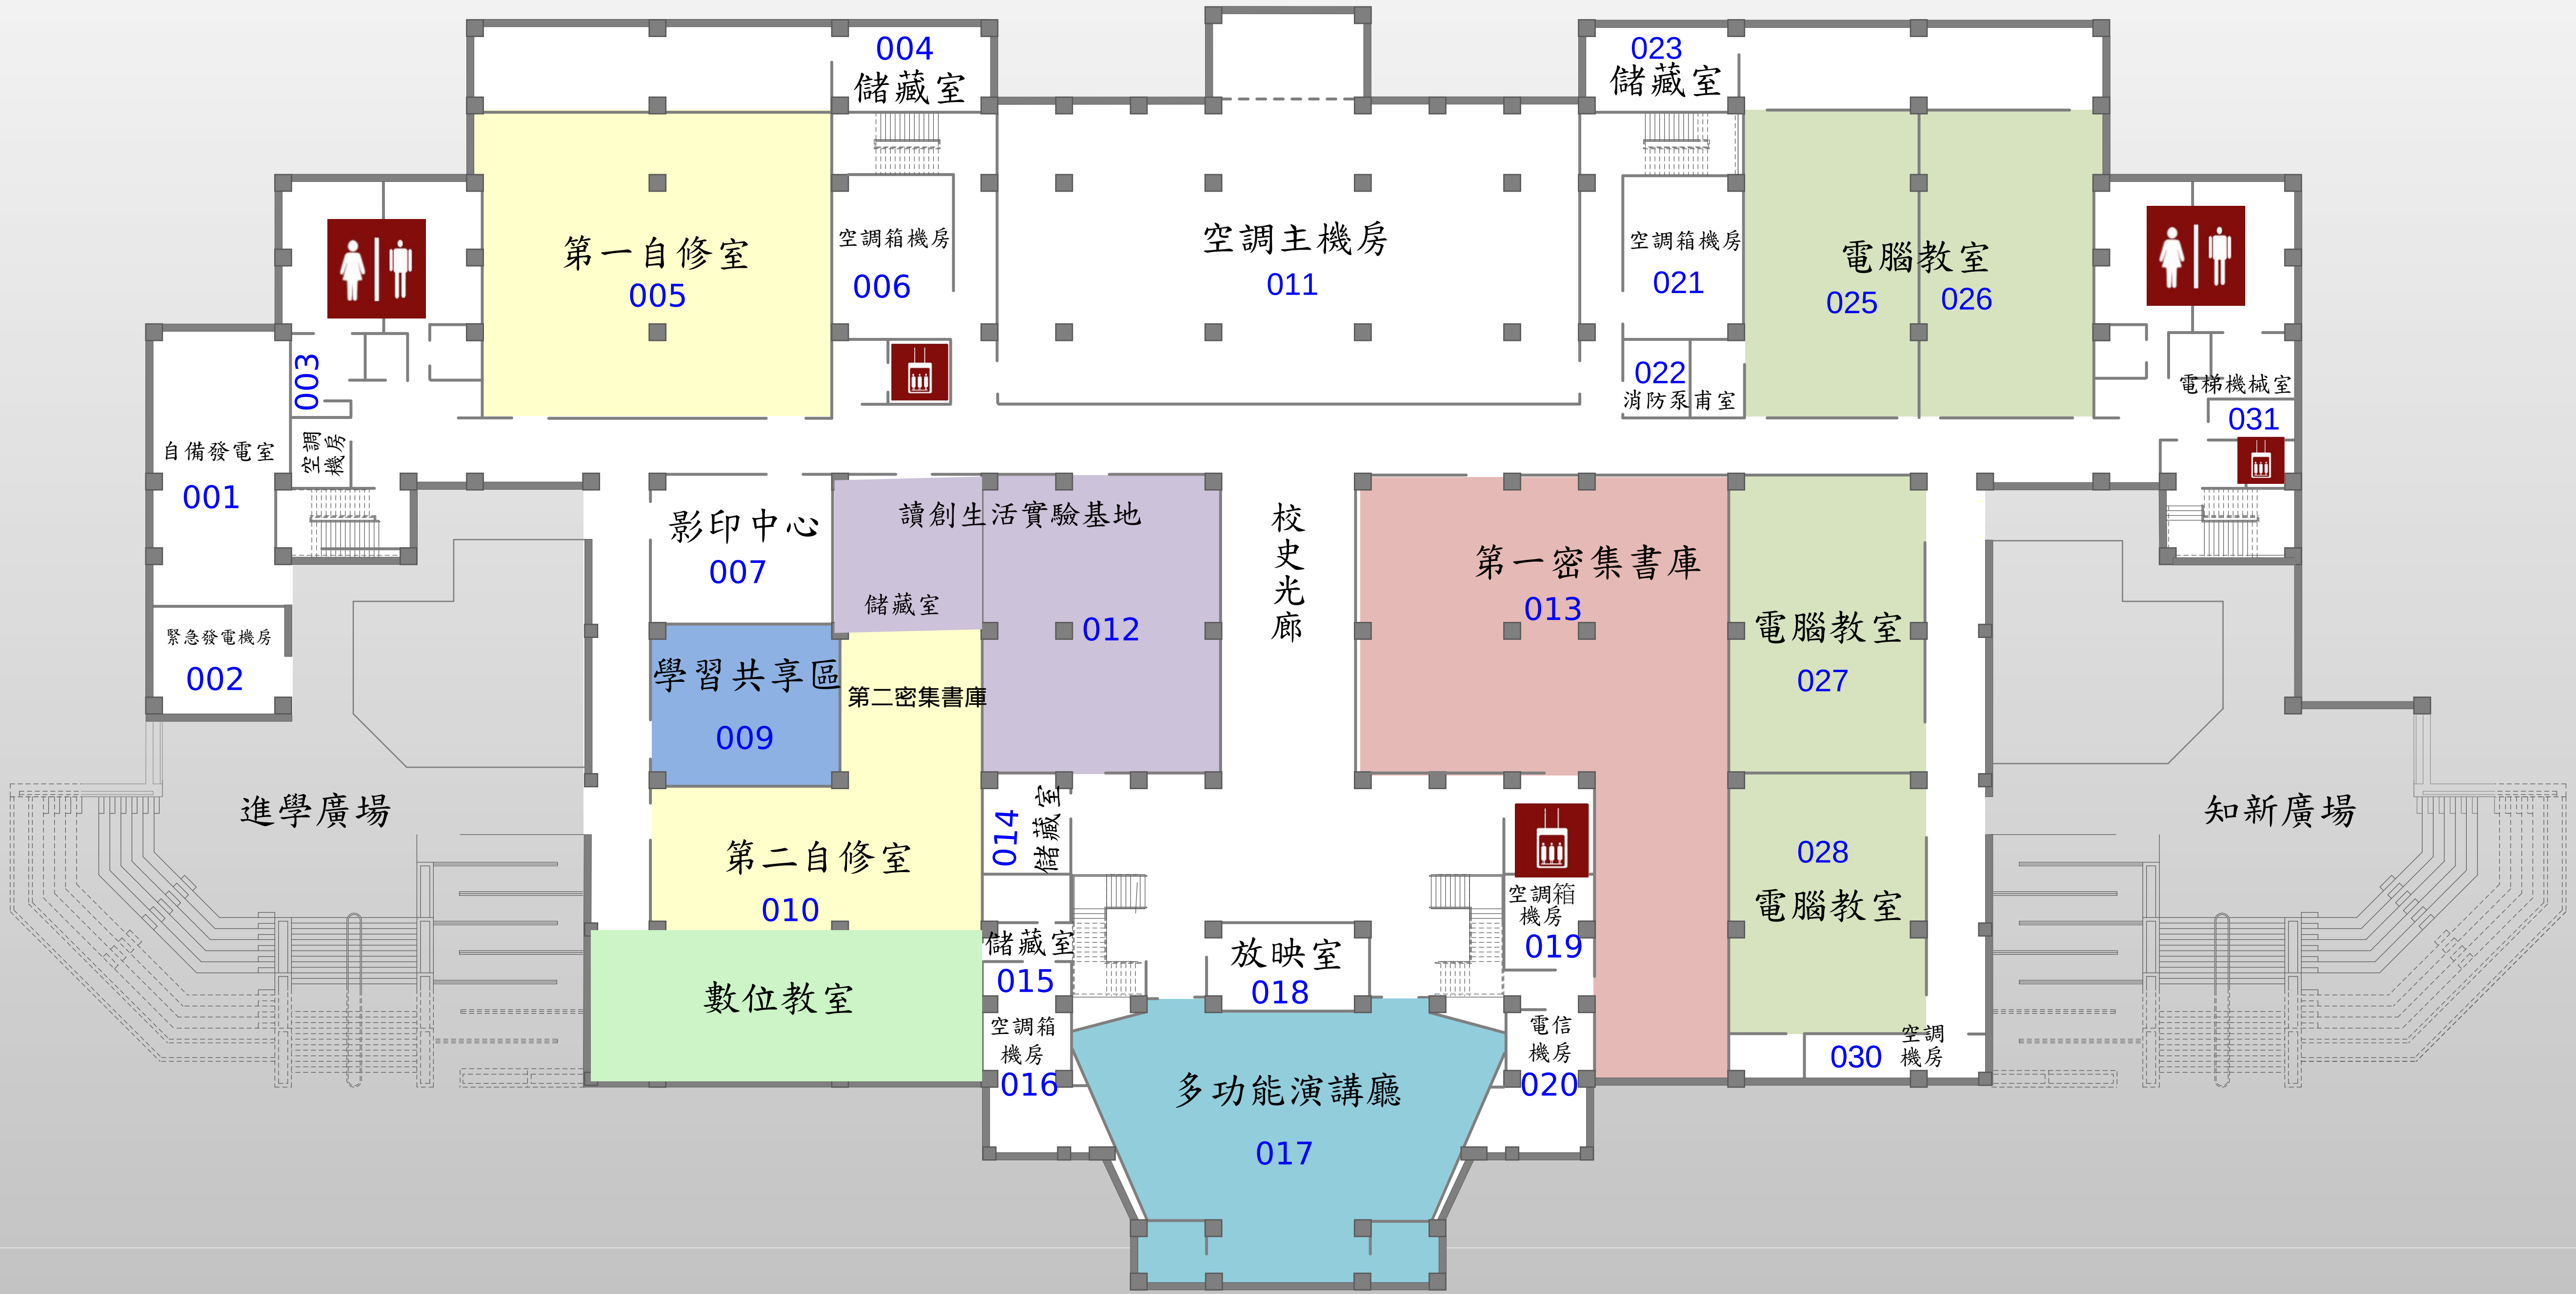 004
儲藏室
023
儲藏室
第一自修室
005
空調箱機房
006
空調主機房
011
空調箱機房
021
電腦教室
025
026
003
022
消防泵甫室
電梯機械室
031
自備發電室
001
空調
機房
影印中心
007
讀創生活實驗基地
儲藏室
012
校史光廊
第一密集書庫
013
電腦教室
027
緊急發電機房
002
學習共享區
009
第二密集書庫
進學廣場
知新廣場
第二自修室
010
014
儲藏室
028
電腦教室
空調箱
機房
019
儲藏室
015
放映室
018
數位教室
空調箱
機房
016
電信
機房
020
030
空調
機房
多功能演講廳
017